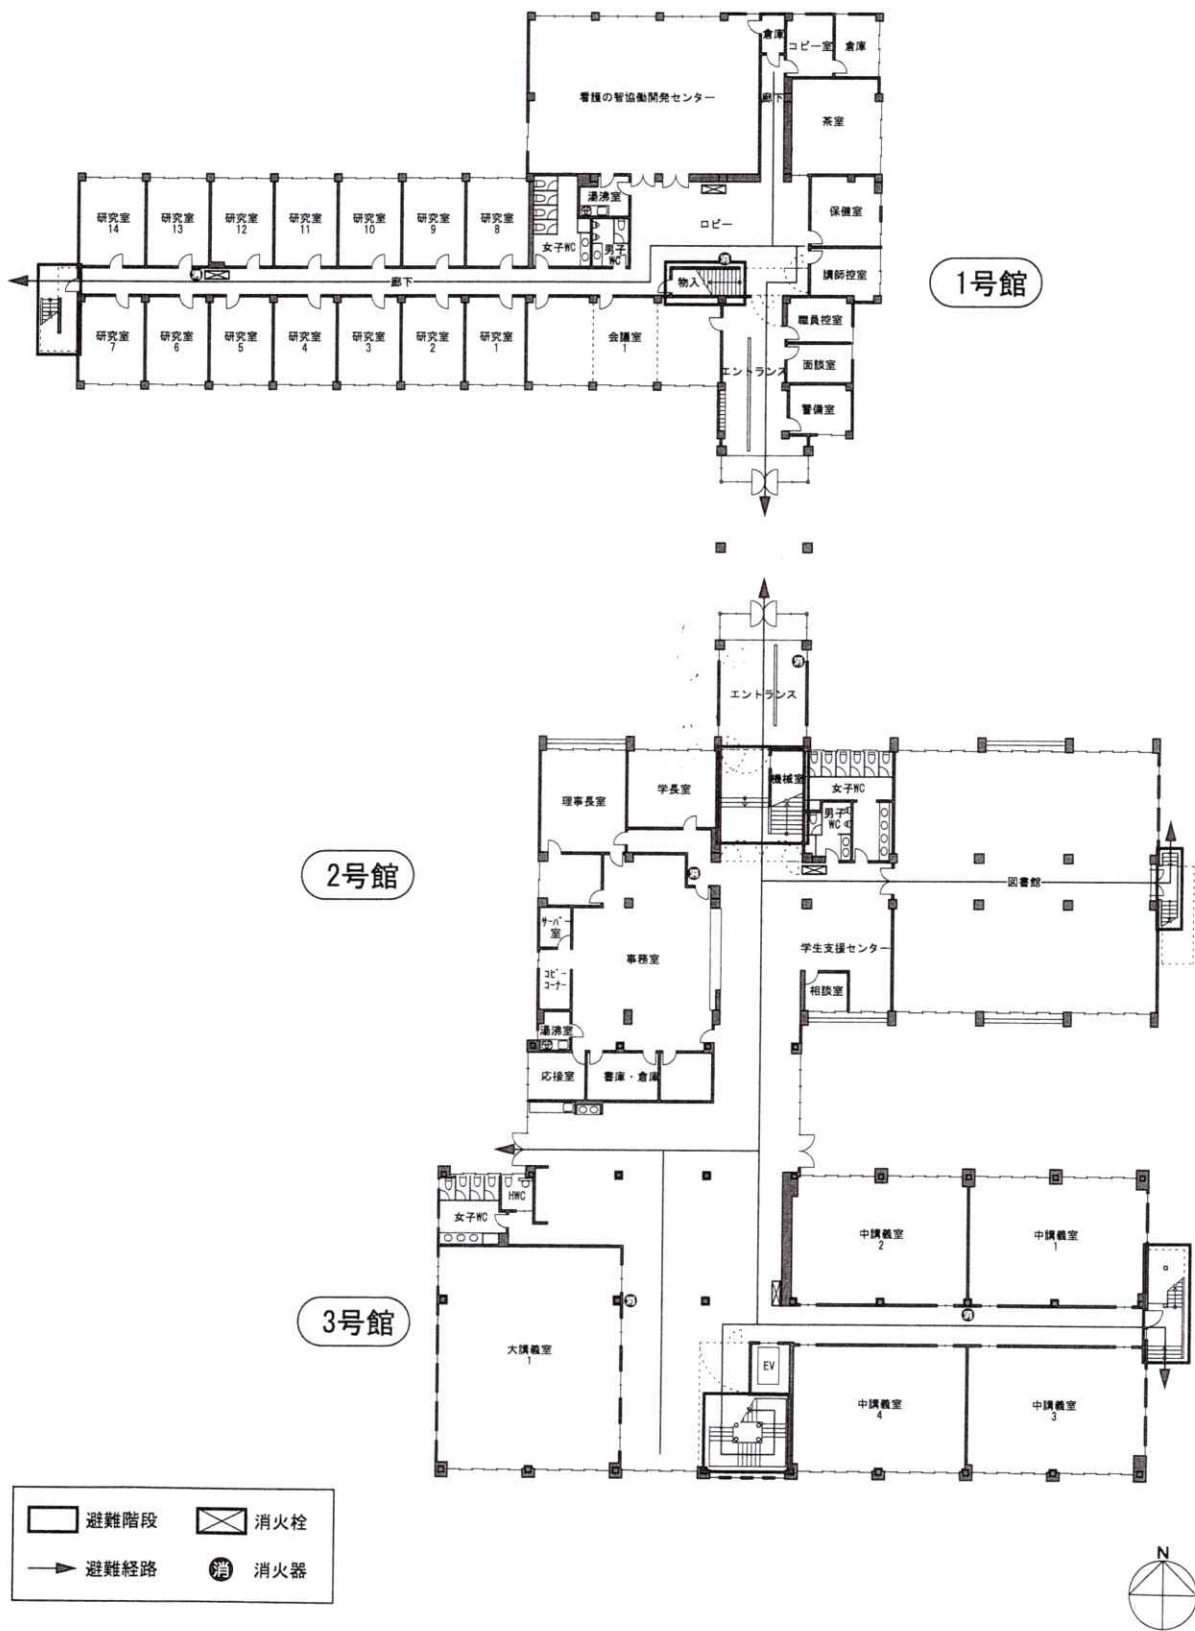 倉庫
コピー室
倉庫
看護の智協働開発センター
廊下
茶室
研究室
14
研究室
13
研究室
12
研究室
11
研究室
10
研究室
9
研究室
8
湯沸室
女子WC
男子
WC
ロビー
保健室
講師控室
消
消
廊下
物入
1号館
研究室
7
研究室
6
研究室
5
研究室
4
研究室
3
研究室
2
研究室
1
会議室
1
エントランス
職員控室
面談室
警備室
消
エントランス
理事長室
学長室
機械室
女子WC
男子
WC
2号館
消
図書館
サーバー
室
事務室
学生支援センター
コピー
コーナー
相談室
湯沸室
応接室
書庫・倉庫
HWC
女子WC
中講義室
2
中講義室
1
3号館
消
消
大講義室
1
EV
中講義室
4
中講義室
3
避難階段
消火栓
避難経路
消 消火器
N